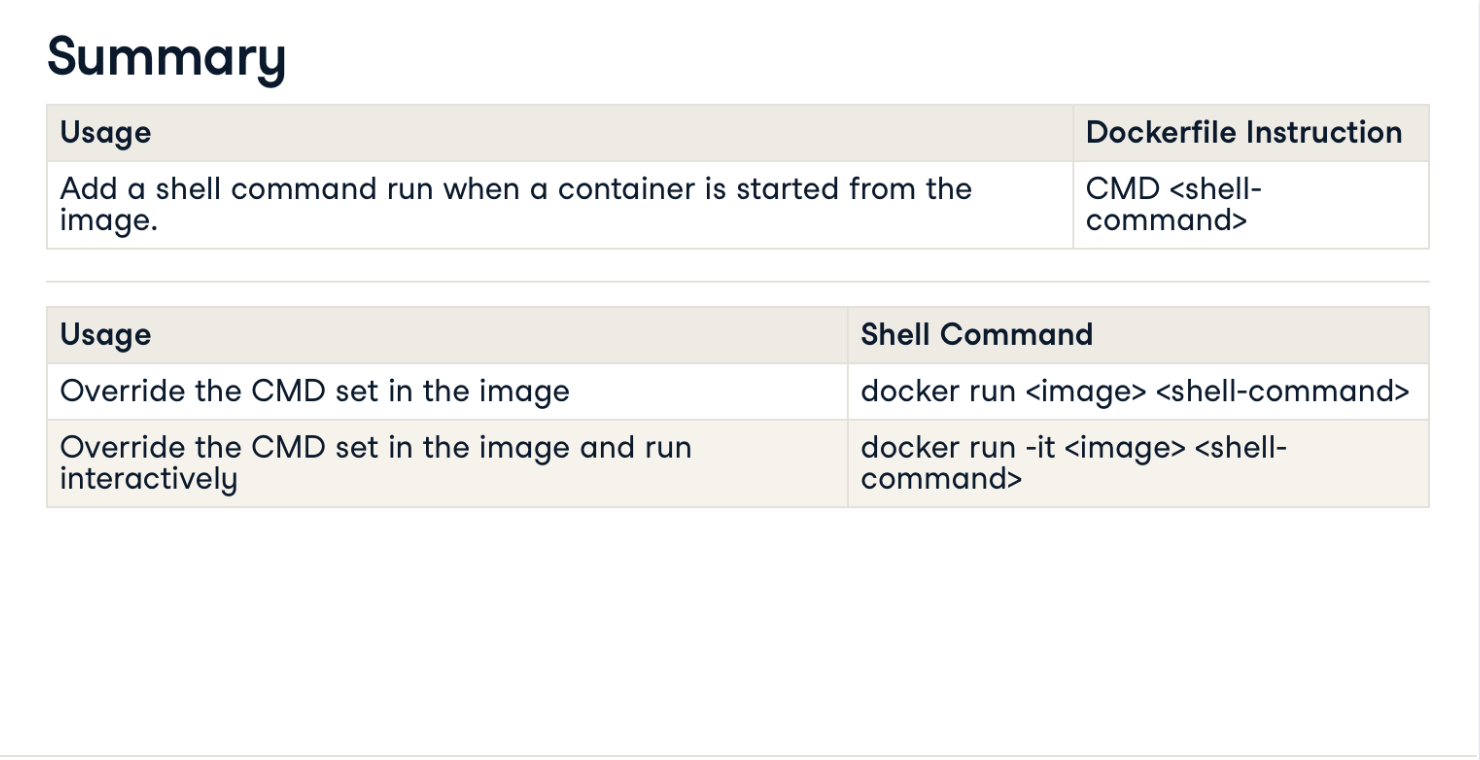 Summary
Usage
Dockerfile Instruction
Add a shell command run when a container is started from the
image.
CMD <shell-
command>
Usage
Shell Command
Override the CMD set in the image
docker run <image> <shell-command>
Override the CMD set in the image and run
interactively
docker run -it <image> <shell-
command>